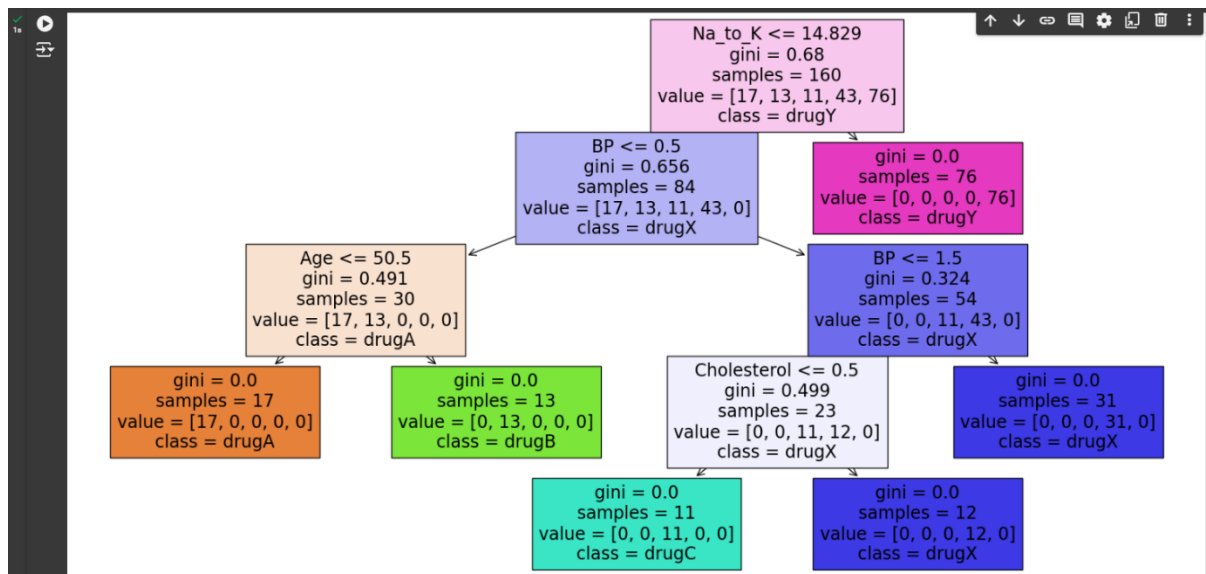 1s
Na_to_K <= 14.829
gini = 0.68
samples = 160
value = [17, 13, 11, 43, 76]
class = drugY
BP <= 0.5
gini = 0.656
samples = 84
value = [17, 13, 11, 43, 0]
class = drugX
gini = 0.0
samples = 76
value = [0, 0, 0, 0, 76]
class = drugY
Age <= 50.5
gini = 0.491
samples = 30
value = [17, 13, 0, 0, 0]
class = drugA
BP <= 1.5
gini = 0.324
samples = 54
value = [0, 0, 11, 43, 0]
class = drugX
gini = 0.0
samples = 17
value = [17, 0, 0, 0, 0]
class = drugA
gini = 0.0
samples = 13
value = [0, 13, 0, 0, 0]
class = drugB
Cholesterol <= 0.5
gini = 0.499
samples = 23
value = [0, 0, 11, 12, 0]
class = drugX
gini = 0.0
samples = 31
value = [0, 0, 0, 31, 0]
class = drugX
gini = 0.0
samples = 11
value = [0, 0, 11, 0, 0]
class = drugC
gini = 0.0
samples = 12
value = [0, 0, 0, 12, 0]
class = drugX